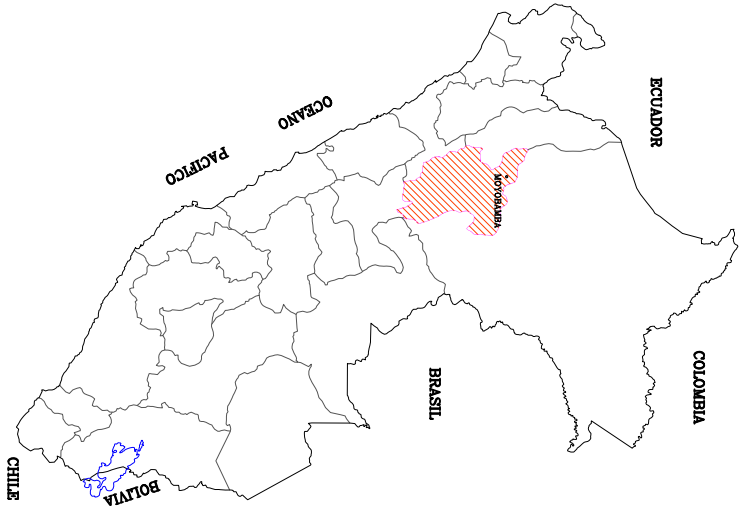 ECUADOR
COLOMBIA
OCEANO
PACIFICO
MOYOBAMBA
BRASIL
BOLIVIA
CHILE